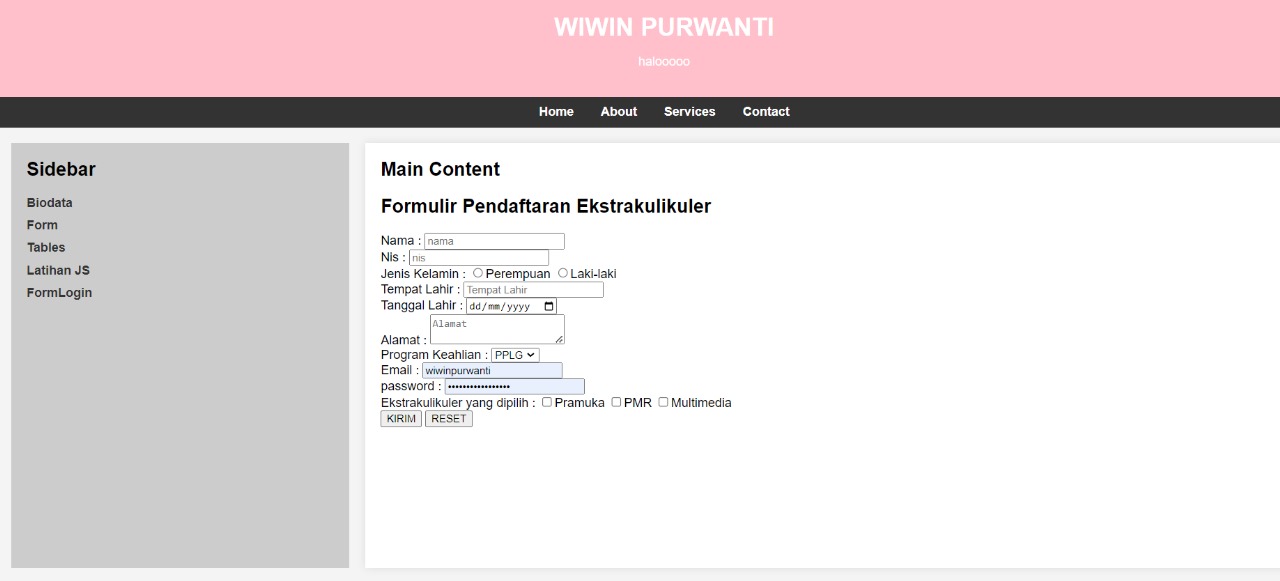 WIWIN PURWANTI
halooooo
Home About Services Contact
Sidebar
Biodata
Form
Tables
Latihan JS
FormLogin
Main Content
Formulir Pendaftaran Ekstrakulikuler
Nama : nama
Nis : nis
Jenis Kelamin : Perempuan Laki-laki
Tempat Lahir : Tempat Lahir
Tanggal Lahir : dd/mm/yyyy
Alamat : Alamat
Program Keahlian : PPLG
Email : wiwinpurwanti
password : •••••••••••••••••
Ekstrakulikuler yang dipilih : Pramuka PMR Multimedia
KIRIM RESET